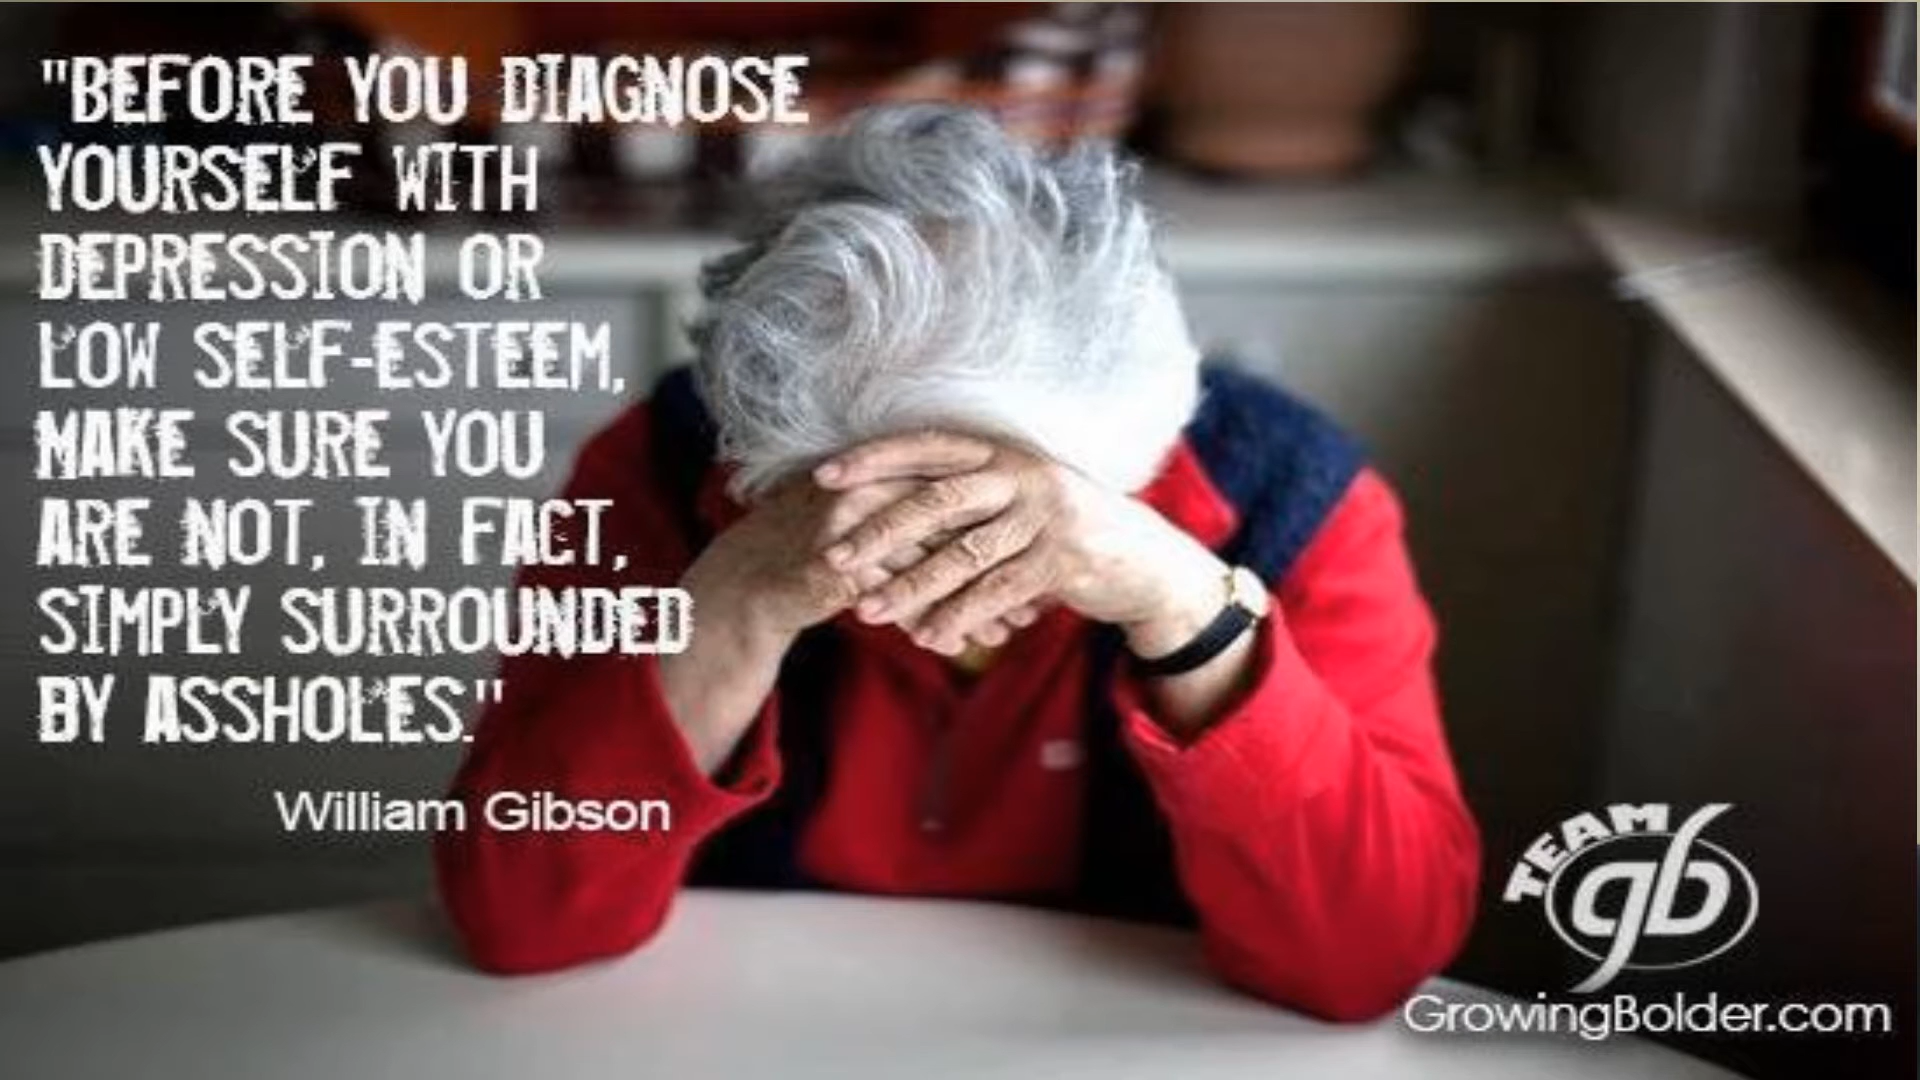 "BEFORE YOU DIAGNOSE
YOURSELF WITH
DEPRESSION OR
LOW SELF-ESTEEM,
MAKE SURE YOU
ARE NOT, IN FACT,
SIMPLY SURROUNDED
BY ASSHOLES."
William Gibson
TEAM
gb
GrowingBolder.com